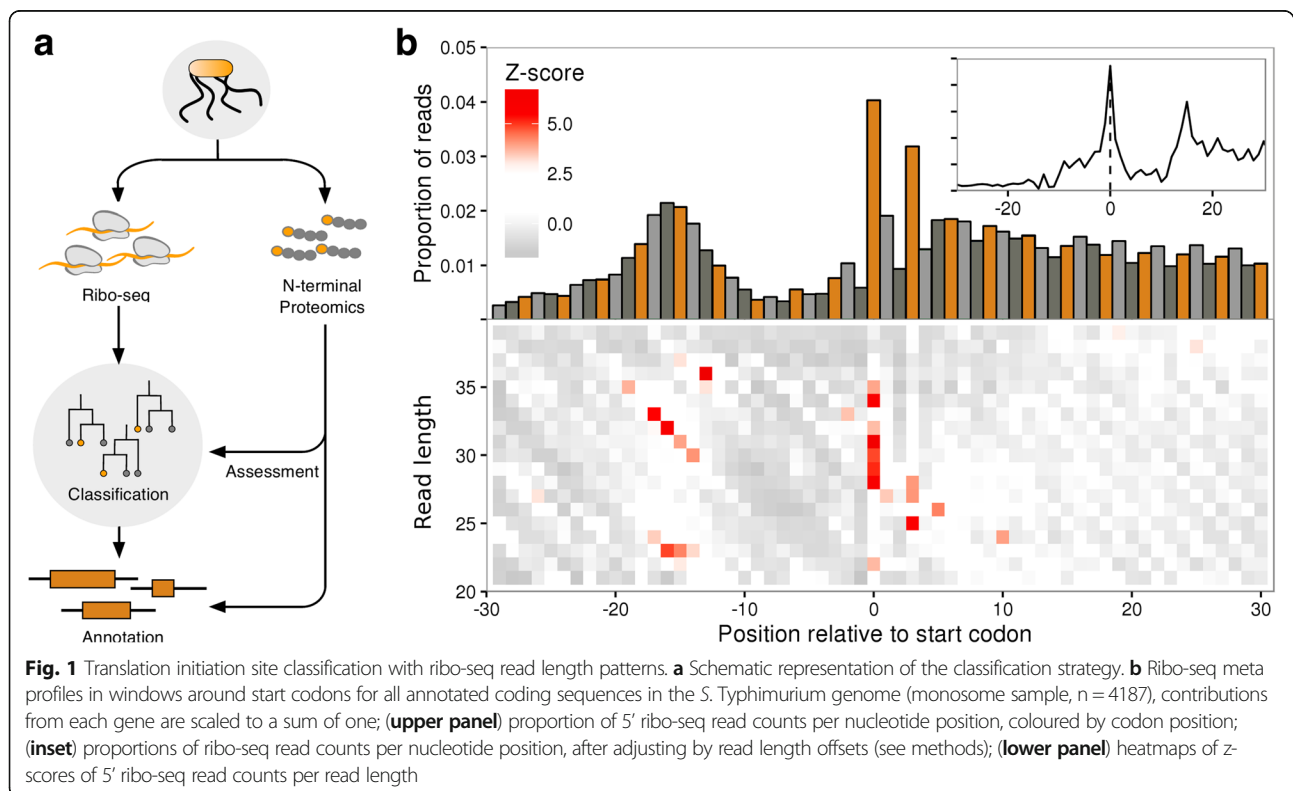 a
Ribo-seq
N-terminal
Proteomics
Classification
Assessment
Annotation
b
Proportion of reads
0.05
0.04
0.03
0.02
0.01
Z-score
5.0
2.5
0.0
-20 0 20
Read length
35
30
25
20
-30 -20 -10 0 10 20 30
Position relative to start codon
Fig. 1 Translation initiation site classification with ribo-seq read length patterns. a Schematic representation of the classification strategy. b Ribo-seq meta
profiles in windows around start codons for all annotated coding sequences in the S. Typhimurium genome (monosome sample, n = 4187), contributions
from each gene are scaled to a sum of one; (upper panel) proportion of 5' ribo-seq read counts per nucleotide position, coloured by codon position;
(inset) proportions of ribo-seq read counts per nucleotide position, after adjusting by read length offsets (see methods); (lower panel) heatmaps of z-
scores of 5' ribo-seq read counts per read length